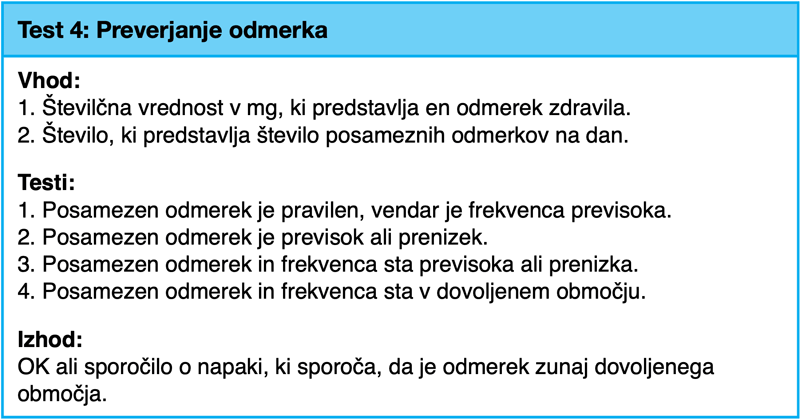 Test 4: Preverjanje odmerka
Vhod:
1. Številčna vrednost v mg, ki predstavlja en odmerek zdravila.
2. Število, ki predstavlja število posameznih odmerkov na dan.
Testi:
1. Posamezen odmerek je pravilen, vendar je frekvenca previsoka.
2. Posamezen odmerek je previsok ali prenizek.
3. Posamezen odmerek in frekvenca sta previsoka ali prenizka.
4. Posamezen odmerek in frekvenca sta v dovoljenem območju.
Izhod:
OK ali sporočilo o napaki, ki sporoča, da je odmerek zunaj dovoljenega
območja.